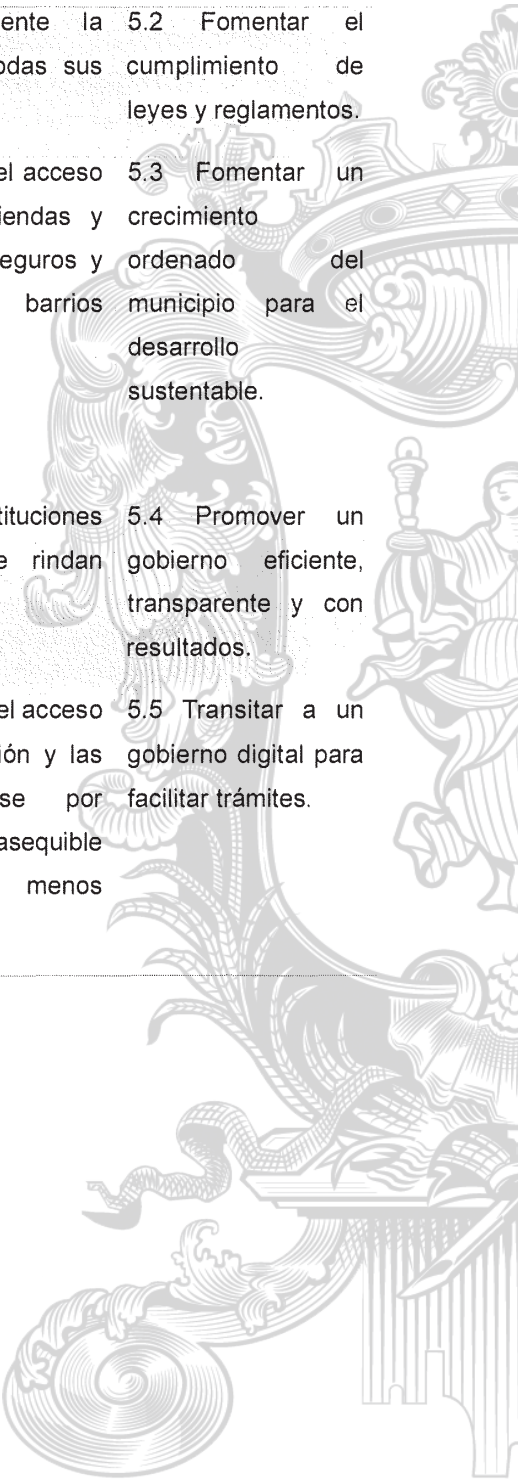 ente la
odas sus
5.2 Fomentar el
cumplimiento de
leyes y reglamentos.
el acceso
iendas y
eguros y
barrios
5.3 Fomentar un
crecimiento
ordenado del
municipio para el
desarrollo
sustentable.
tituciones
e rindan
5.4 Promover un
gobierno eficiente,
transparente y con
resultados.
el acceso
ión y las
se por
asequible
menos
5.5 Transitar a un
gobierno digital para
facilitar trámites.